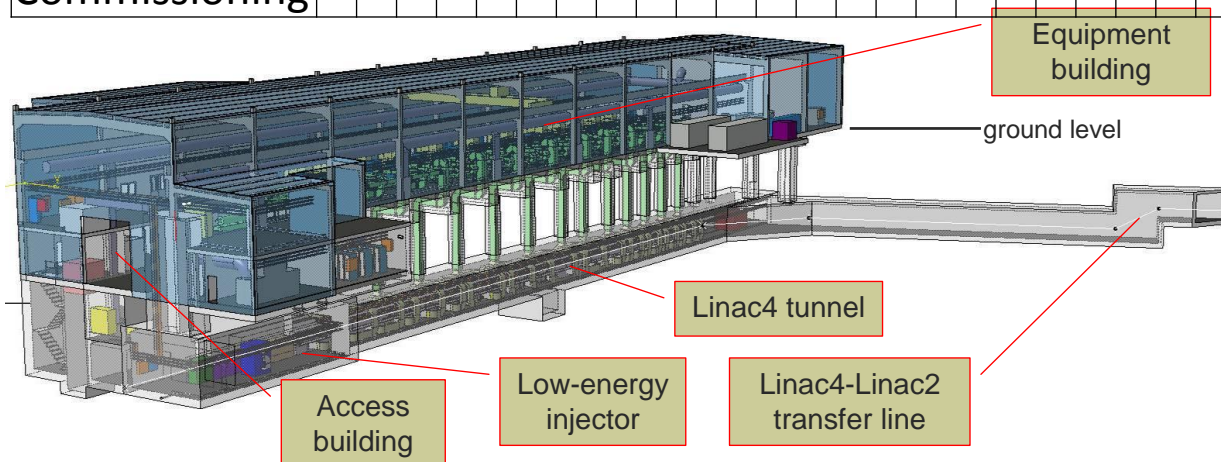 Commissioning
Equipment
building
ground level
Linac4 tunnel
Low-energy
injector
Linac4-Linac2
transfer line
Access
building